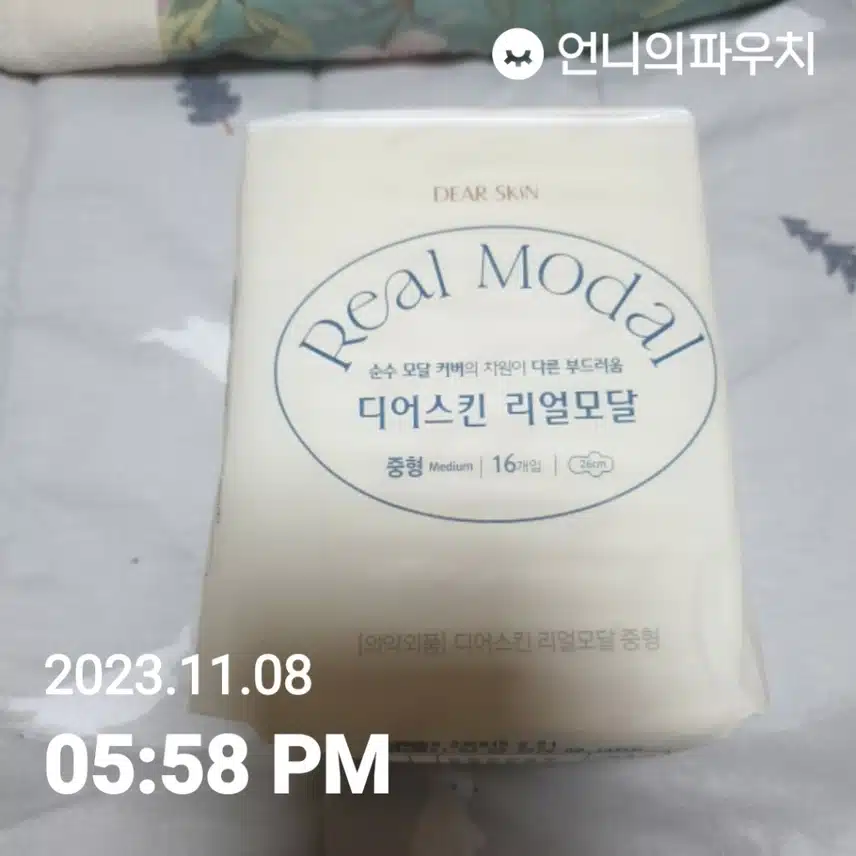 언니의파우치
DEAR SKIN
Real Modal
순수 모달 커버의 차원이 다른 부드러움
디어스킨 리얼모달
중형 Medium 16개입 26cm
[의약외품] 디어스킨 리얼모달 중형
2023.11.08
05:58 PM